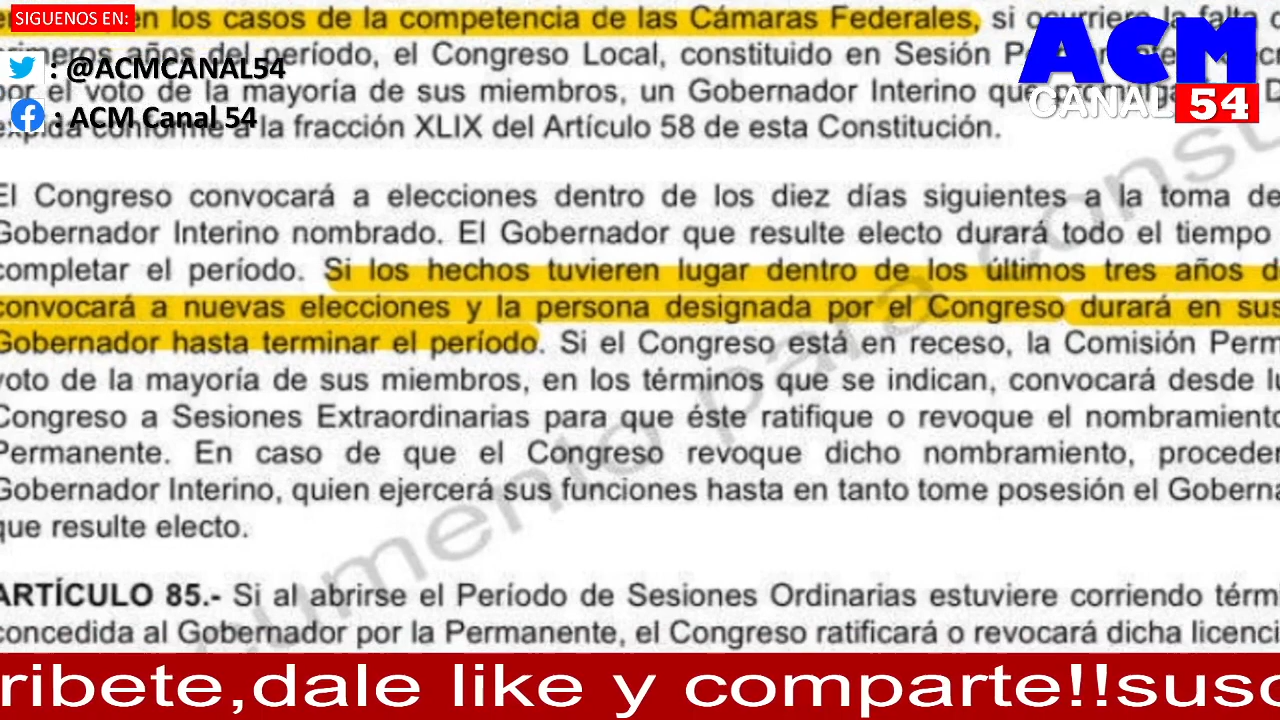 SIGUENOS EN:
en los casos de la competencia de las Cámaras Federales, si ocurriere la falta
primeros años del período, el Congreso Local, constituido en Sesión
: @ACMCANAL54
por el voto de la mayoría de sus miembros, un Gobernador Interino que
: ACM Canal 54
a la fracción XLIX del Artículo 58 de esta Constitución.
ACM
CANAL 54
El Congreso convocará a elecciones dentro de los diez días siguientes a la toma de
Gobernador Interino nombrado. El Gobernador que resulte electo durará todo el tiempo
completar el período. Si los hechos tuvieren lugar dentro de los últimos tres años d
convocará a nuevas elecciones y la persona designada por el Congreso durará en sus
Gobernador hasta terminar el período. Si el Congreso está en receso, la Comisión Perm
voto de la mayoría de sus miembros, en los términos que se indican, convocará desde lu
Congreso a Sesiones Extraordinarias para que éste ratifique o revoque el nombramiento
Permanente. En caso de que el Congreso revoque dicho nombramiento, proceder
Gobernador Interino, quien ejercerá sus funciones hasta en tanto tome posesión el Goberna
que resulte electo.
cumento para consu
ARTÍCULO 85.- Si al abrirse el Período de Sesiones Ordinarias estuviere corriendo térm
concedida al Gobernador por la Permanente, el Congreso ratificará o revocará dicha licenci
ribete,dale like y comparte!!susc